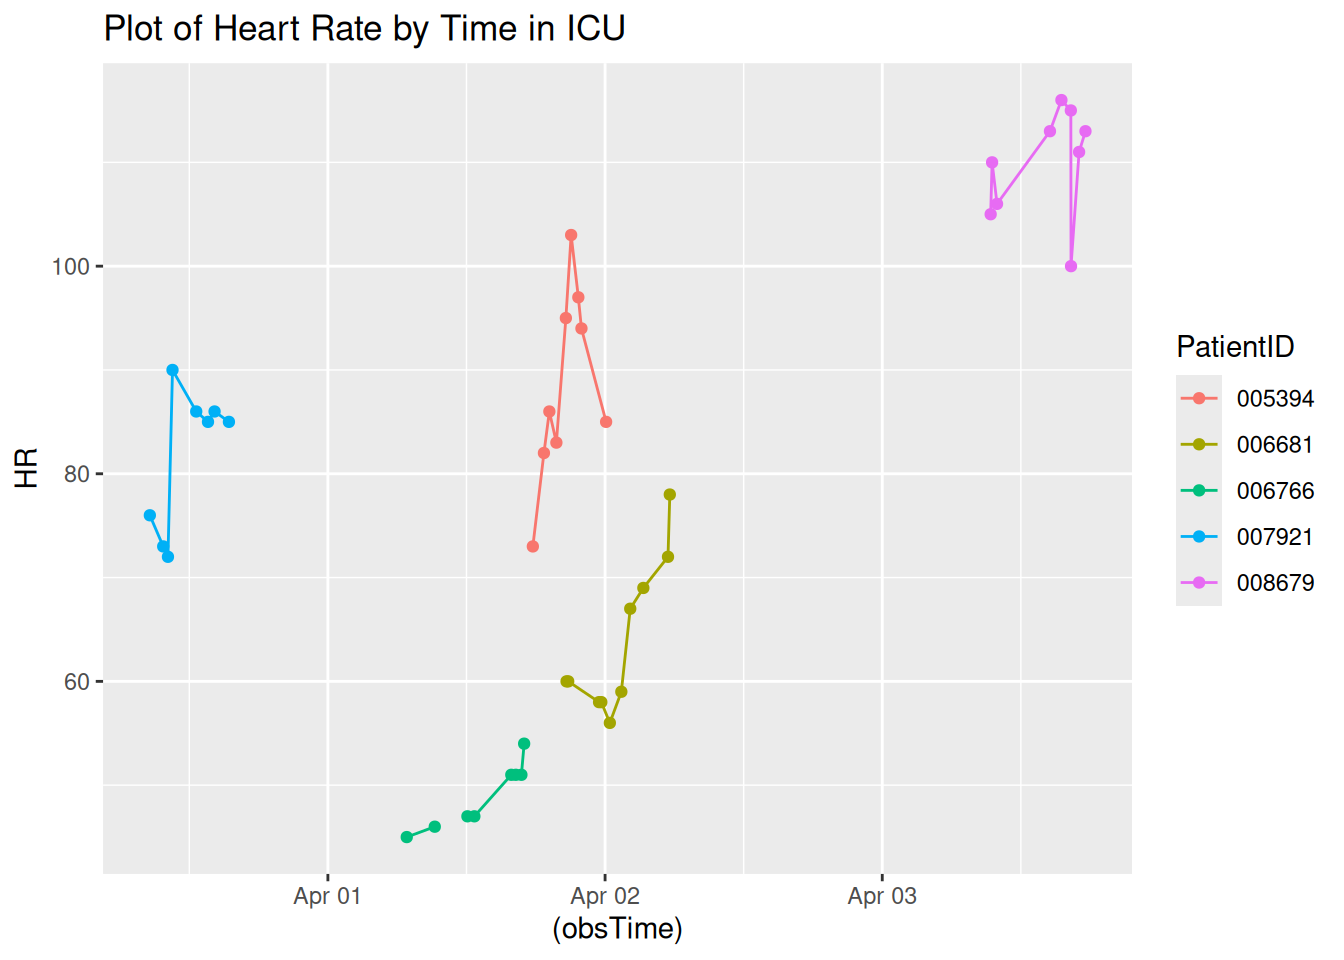 Plot of Heart Rate by Time in ICU
HR
100
80
60
Apr 01
Apr 02
Apr 03
(obsTime)
PatientID
005394
006681
006766
007921
008679